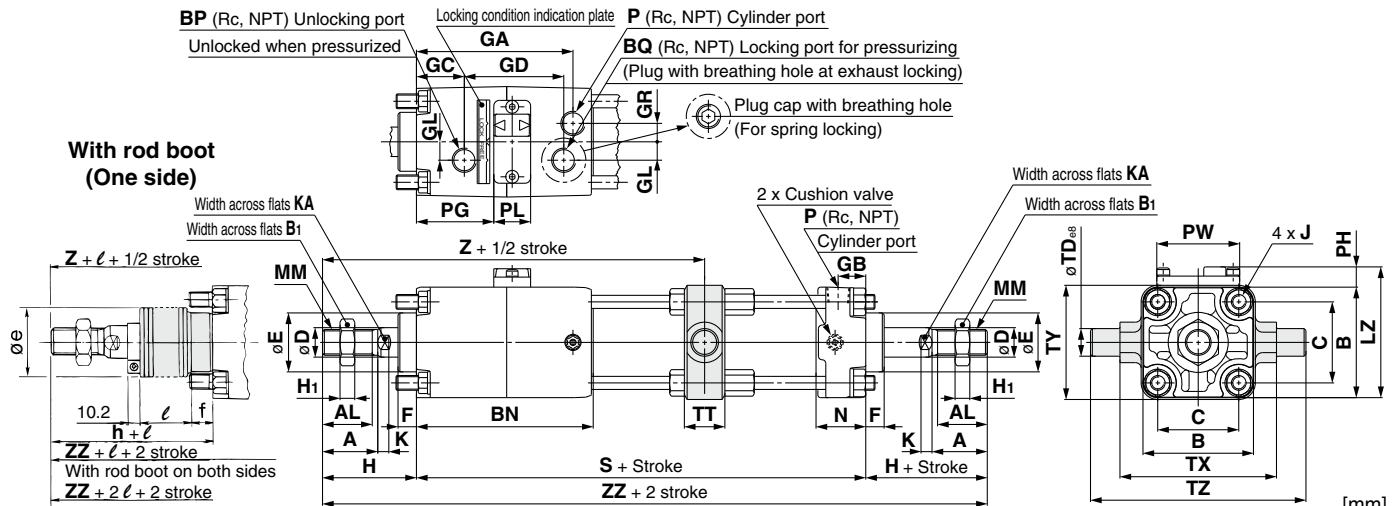 BP (Rc, NPT) Unlocking port
Unlocked when pressurized
Locking condition indication plate
P (Rc, NPT) Cylinder port
BQ (Rc, NPT) Locking port for pressurizing
(Plug with breathing hole at exhaust locking)
GA
GC
GD
GR
GL
GL
LOCK
FREE
Plug cap with breathing hole
(For spring locking)
PG
PL
With rod boot
(One side)
Width across flats KA
Width across flats B1
Z + ℓ + 1/2 stroke
Z + 1/2 stroke
2 x Cushion valve
P (Rc, NPT)
Cylinder port
GB
Width across flats KA
Width across flats B1
MM
MM
øe
øE
øD
øD
øE
H1
H1
AL
AL
A
A
F
F
K
K
H
BN
TT
N
S + Stroke
H + Stroke
ZZ + 2 stroke
10.2
ℓ
f
h + ℓ
ZZ + ℓ + 2 stroke
With rod boot on both sides
ZZ + 2 ℓ + 2 stroke
PW
4 x J
PH
øTDe8
TY
C
B
LZ
C
B
TX
TZ
[mm]